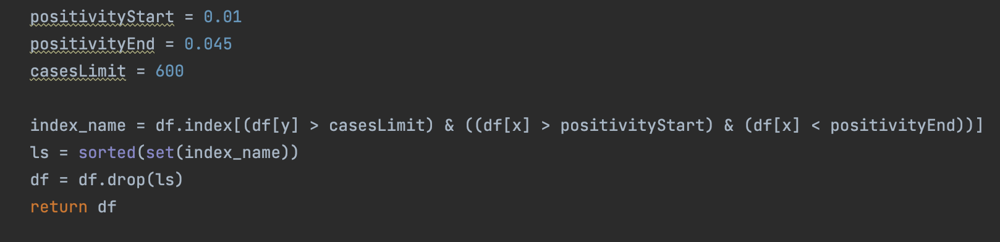 positivityStart = 0.01
positivityEnd = 0.045
casesLimit = 600
index_name = df.index[(df[y] > casesLimit) & ((df[x] > positivityStart) & (df[x] < positivityEnd))]
ls = sorted(set(index_name))
df = df.drop(ls)
return df